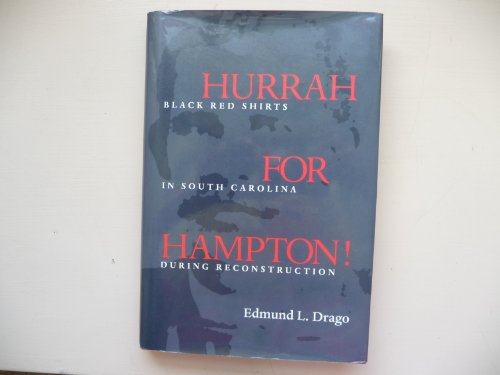 HURRAH
BLACK RED SHIRTS
FOR
IN SOUTH CAROLINA
HAMPTON!
DURING RECONSTRUCTION
Edmund L. Drago